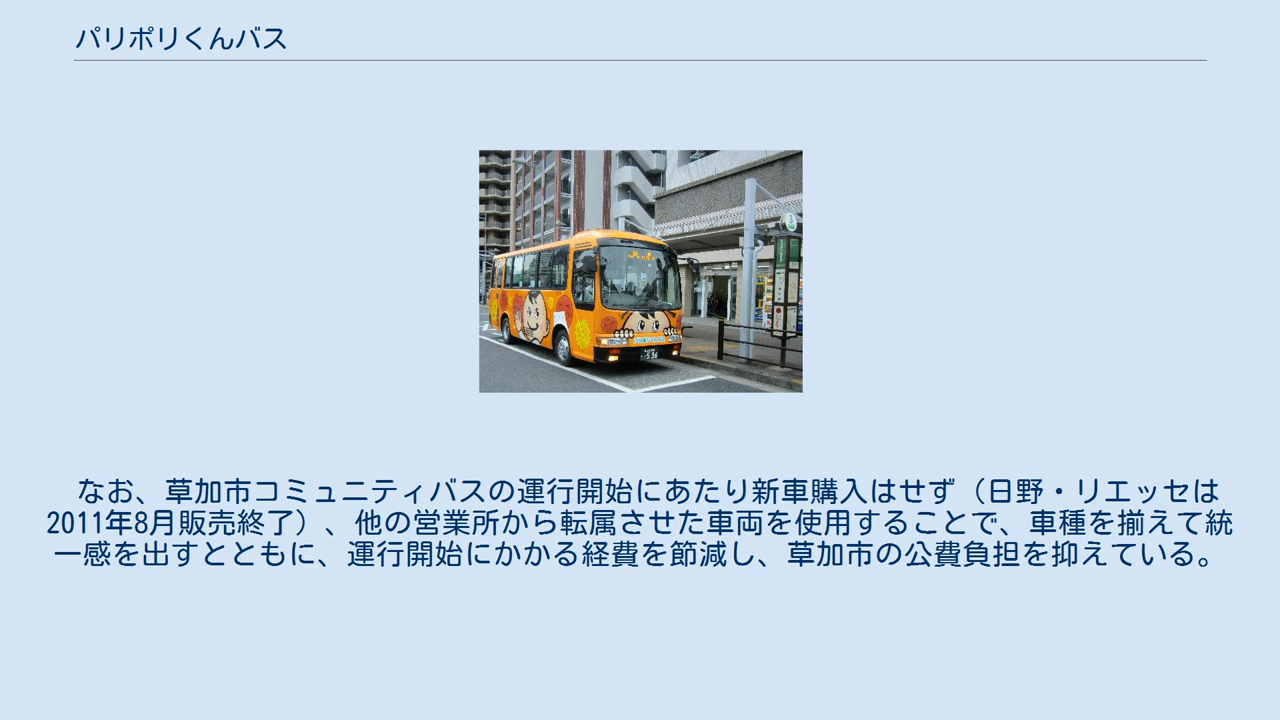 パリポリくんバス
なお、草加市コミュニティバスの運行開始にあたり新車購入はせず（日野・リエッセは
2011年8月販売終了）、他の営業所から転属させた車両を使用することで、車種を揃えて統
一感を出すとともに、運行開始にかかる経費を節減し、草加市の公費負担を抑えている。